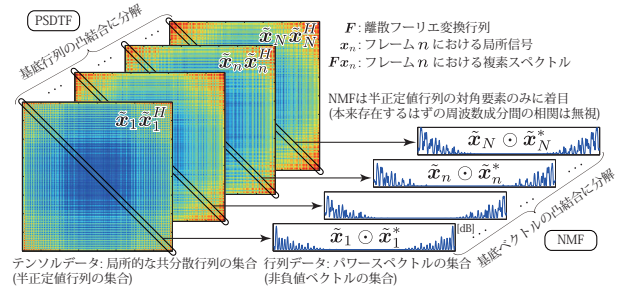 PSDTF
基底行列の凸結合に分解
x̃_N x̃_N^H
x̃_n x̃_n^H
x̃_1 x̃_1^H
F : 離散フーリエ変換行列
x_n : フレーム n における局所信号
Fx_n : フレーム n における複素スペクトル
NMFは半正定値行列の対角要素のみに着目
(本来存在するはずの周波数成分間の相関は無視)
x̃_N ⊙ x̃_N^*
x̃_n ⊙ x̃_n^*
x̃_1 ⊙ x̃_1^*
[dB]
基底ベクトルの凸結合に分解
NMF
テンソルデータ: 局所的な共分散行列の集合
(半正定値行列の集合)
行列データ: パワースペクトルの集合
(非負値ベクトルの集合)